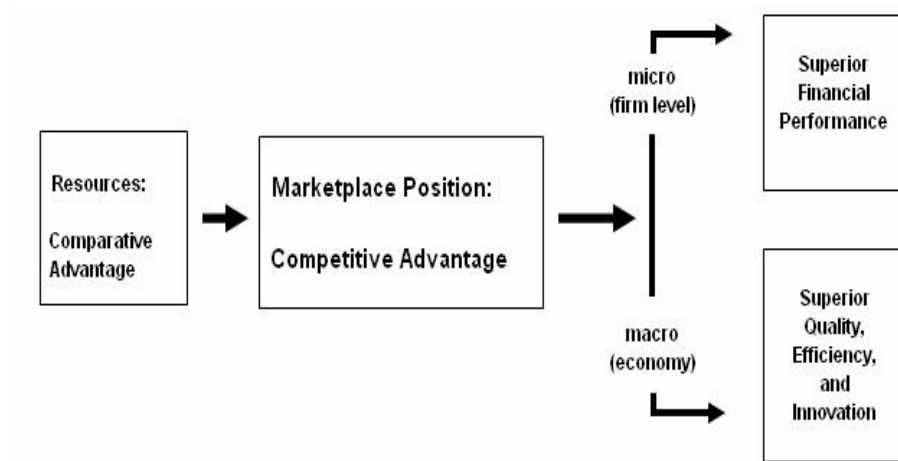 Resources:
Comparative
Advantage
Marketplace Position:
Competitive Advantage
micro
(firm level)
macro
(economy)
Superior
Financial
Performance
Superior
Quality,
Efficiency,
and
Innovation